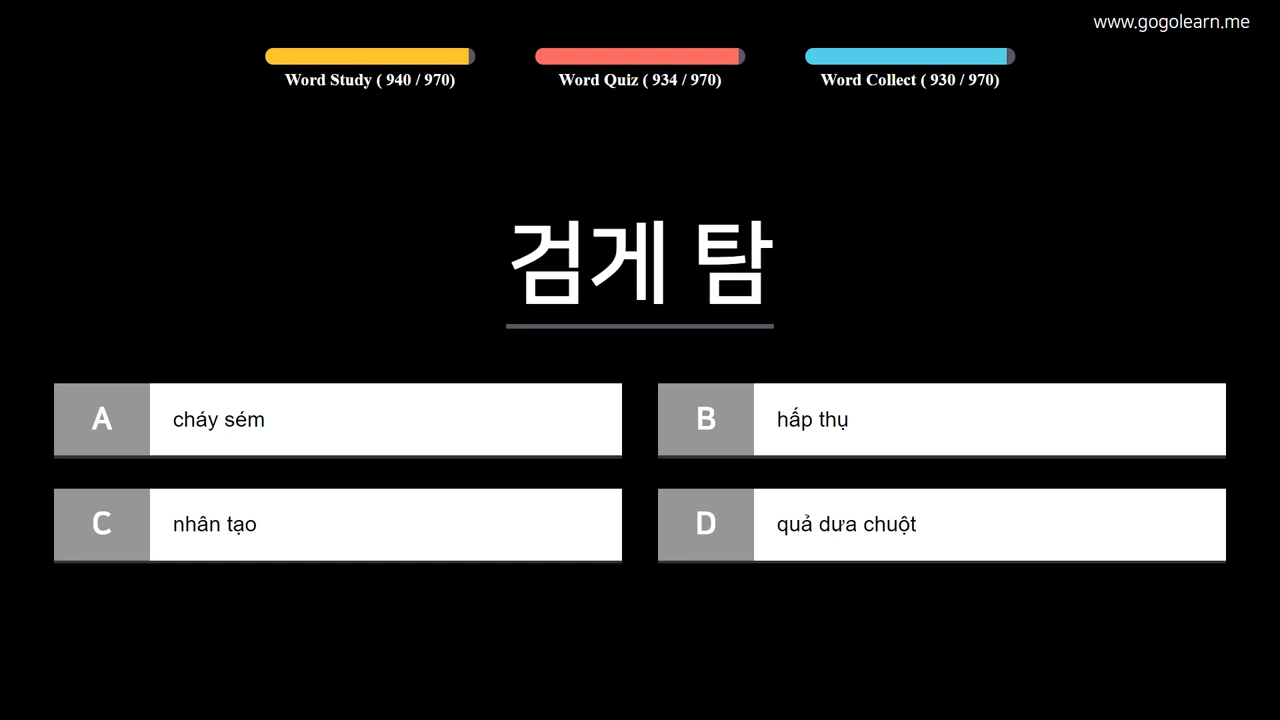 www.gogolearn.me
Word Study ( 940 / 970) Word Quiz ( 934 / 970) Word Collect ( 930 / 970)
검게 탐
A cháy sém
B hấp thụ
C nhân tạo
D quả dưa chuột